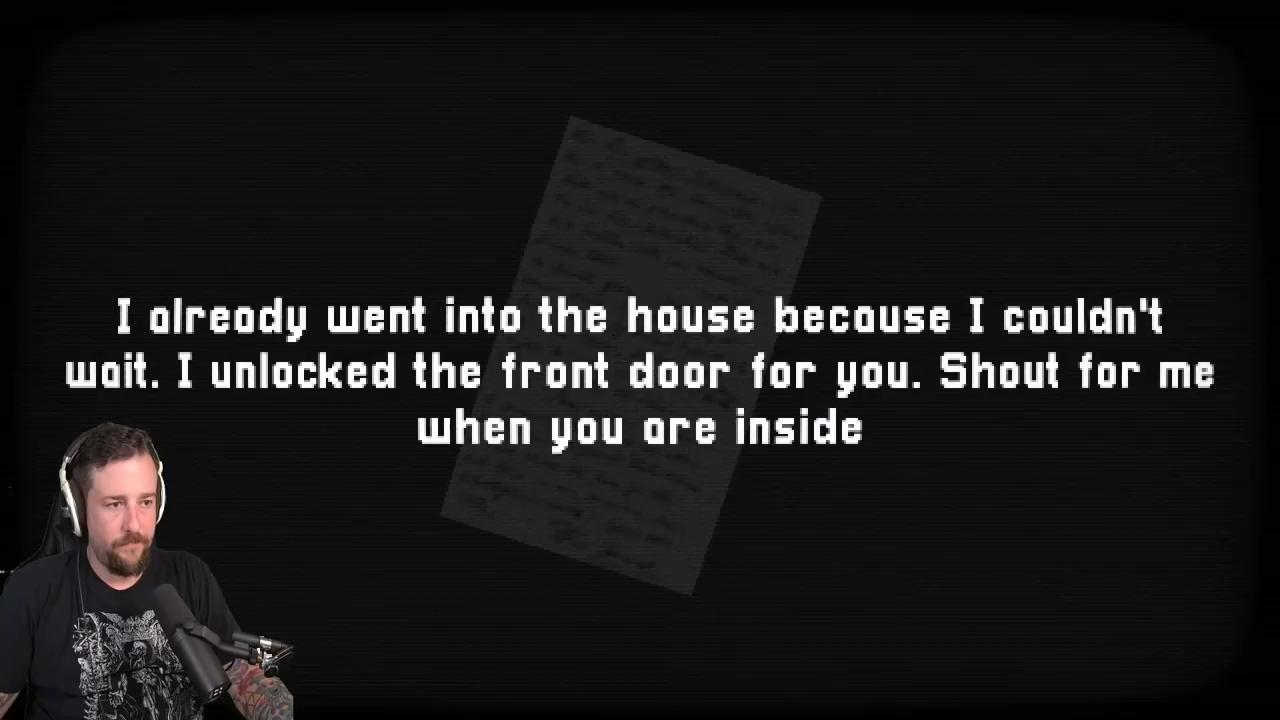 I already went into the house because I couldn't
wait. I unlocked the front door for you. Shout for me
when you are inside